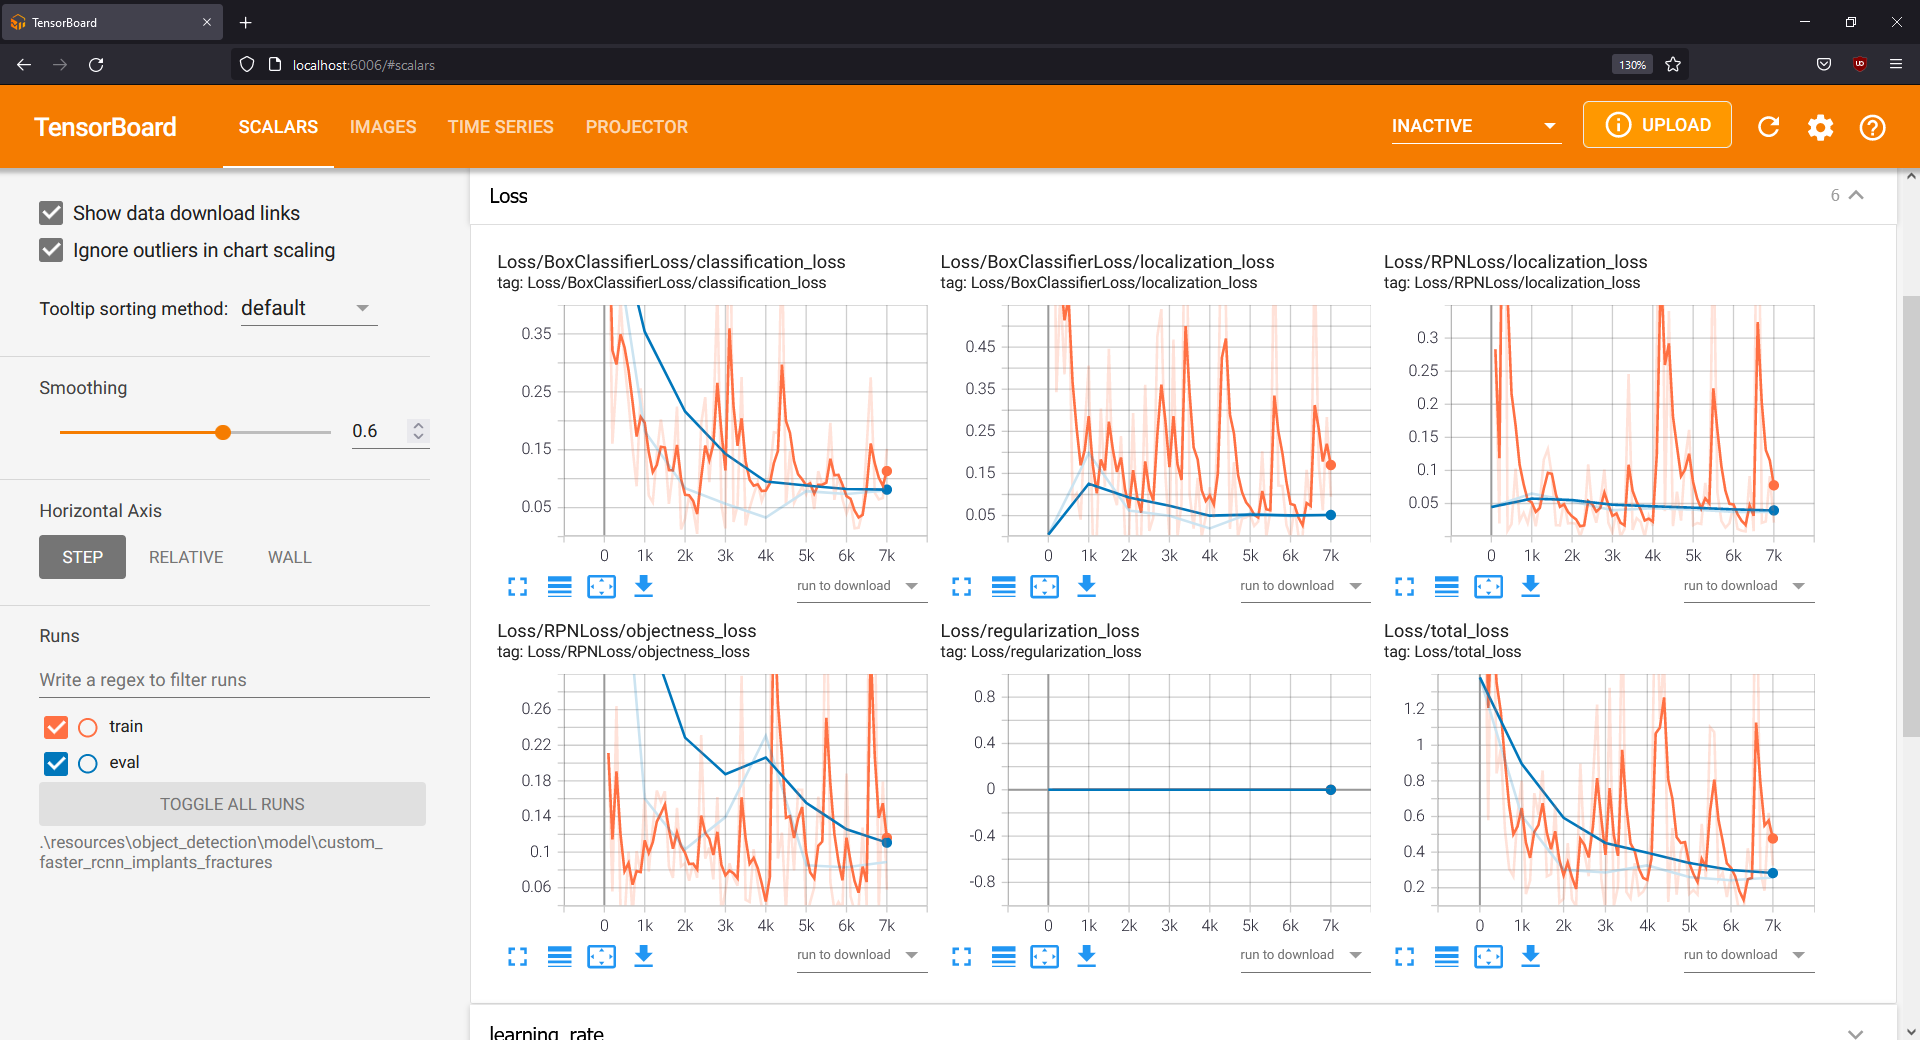 TensorBoard
localhost:6006/#scalars
130%
TensorBoard
SCALARS
IMAGES
TIME SERIES
PROJECTOR
INACTIVE
UPLOAD
Show data download links
Ignore outliers in chart scaling
Tooltip sorting method: default
Smoothing
0.6
Horizontal Axis
STEP
RELATIVE
WALL
Runs
Write a regex to filter runs
train
eval
TOGGLE ALL RUNS
.\resources\object_detection\model\custom_
faster_rcnn_implants_fractures
Loss
6
Loss/BoxClassifierLoss/classification_loss
tag: Loss/BoxClassifierLoss/classification_loss
0.35
0.25
0.15
0.05
0 1k 2k 3k 4k 5k 6k 7k
run to download
Loss/BoxClassifierLoss/localization_loss
tag: Loss/BoxClassifierLoss/localization_loss
0.45
0.35
0.25
0.15
0.05
0 1k 2k 3k 4k 5k 6k 7k
run to download
Loss/RPNLoss/localization_loss
tag: Loss/RPNLoss/localization_loss
0.3
0.25
0.2
0.15
0.1
0.05
0 1k 2k 3k 4k 5k 6k 7k
run to download
Loss/RPNLoss/objectness_loss
tag: Loss/RPNLoss/objectness_loss
0.26
0.22
0.18
0.14
0.1
0.06
0 1k 2k 3k 4k 5k 6k 7k
run to download
Loss/regularization_loss
tag: Loss/regularization_loss
0.8
0.4
0
-0.4
-0.8
0 1k 2k 3k 4k 5k 6k 7k
run to download
Loss/total_loss
tag: Loss/total_loss
1.2
1
0.8
0.6
0.4
0.2
0 1k 2k 3k 4k 5k 6k 7k
run to download
learning_rate